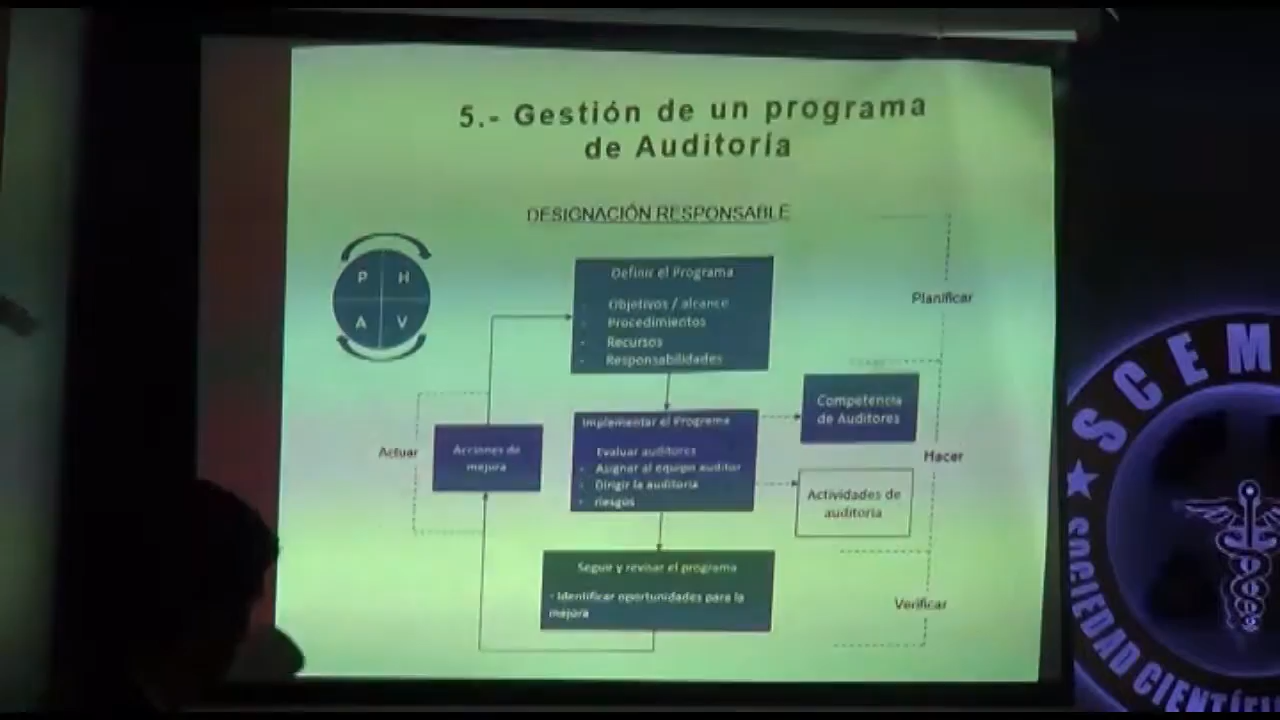 5.- Gestión de un programa
de Auditoría
DESIGNACIÓN RESPONSABLE
P H
A V
Definir el Programa
- Objetivos / alcance
- Procedimientos
- Recursos
- Responsabilidades
Planificar
Implementar el Programa
Evaluar auditores
- Asignar al equipo auditor
- Dirigir la auditoria
- riesgos
Competencia
de Auditores
Actividades de
auditoría
Hacer
Actuar
Acciones de
mejora
Seguir y revisar el programa
- Identificar oportunidades para la
mejora
Verificar
SCEM
SOCIEDAD CIENTÍFI